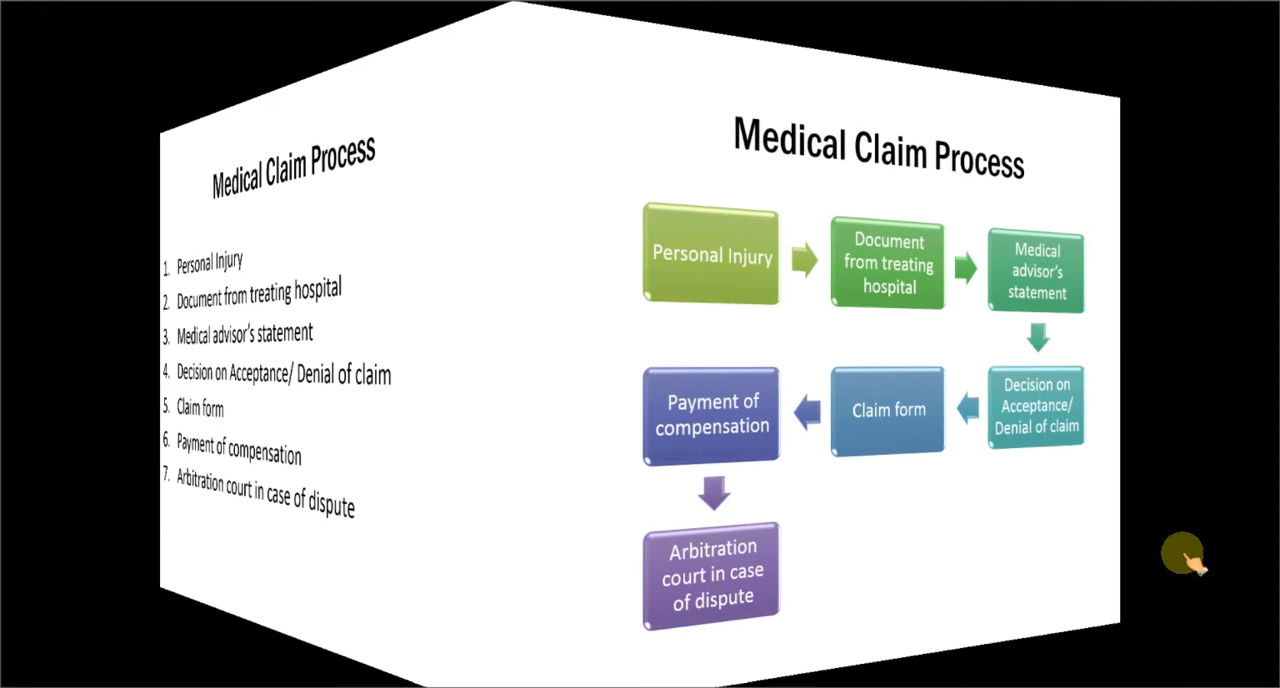 Medical Claim Process
1. Personal Injury
2. Document from treating hospital
3. Medical advisor's statement
4. Decision on Acceptance/ Denial of claim
5. Claim form
6. Payment of compensation
7. Arbitration court in case of dispute
Medical Claim Process
Personal Injury
Document
from treating
hospital
Medical
advisor's
statement
Decision on
Acceptance/
Denial of claim
Claim form
Payment of
compensation
Arbitration
court in case
of dispute